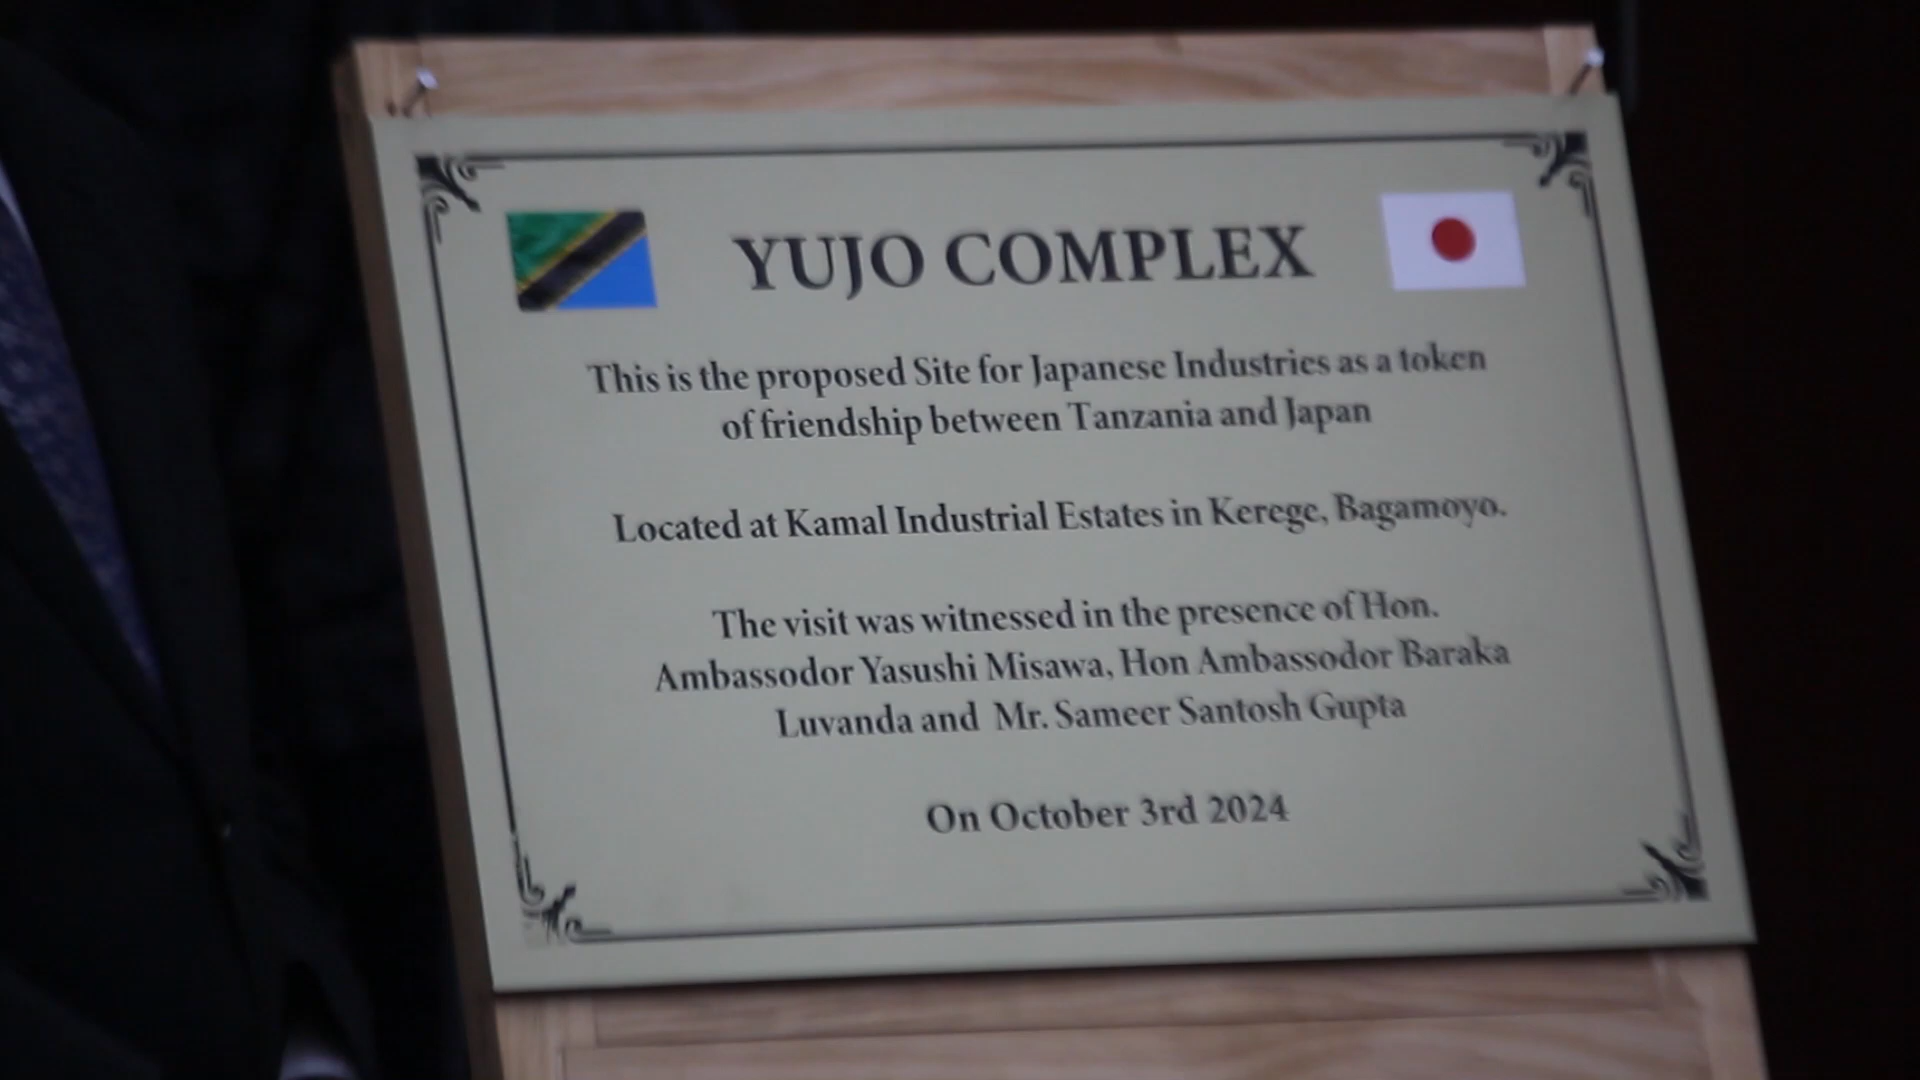 YUJO COMPLEX
This is the proposed Site for Japanese Industries as a token
of friendship between Tanzania and Japan
Located at Kamal Industrial Estates in Kerege, Bagamoyo.
The visit was witnessed in the presence of Hon.
Ambassodor Yasushi Misawa, Hon Ambassodor Baraka
Luvanda and Mr. Sameer Santosh Gupta
On October 3rd 2024